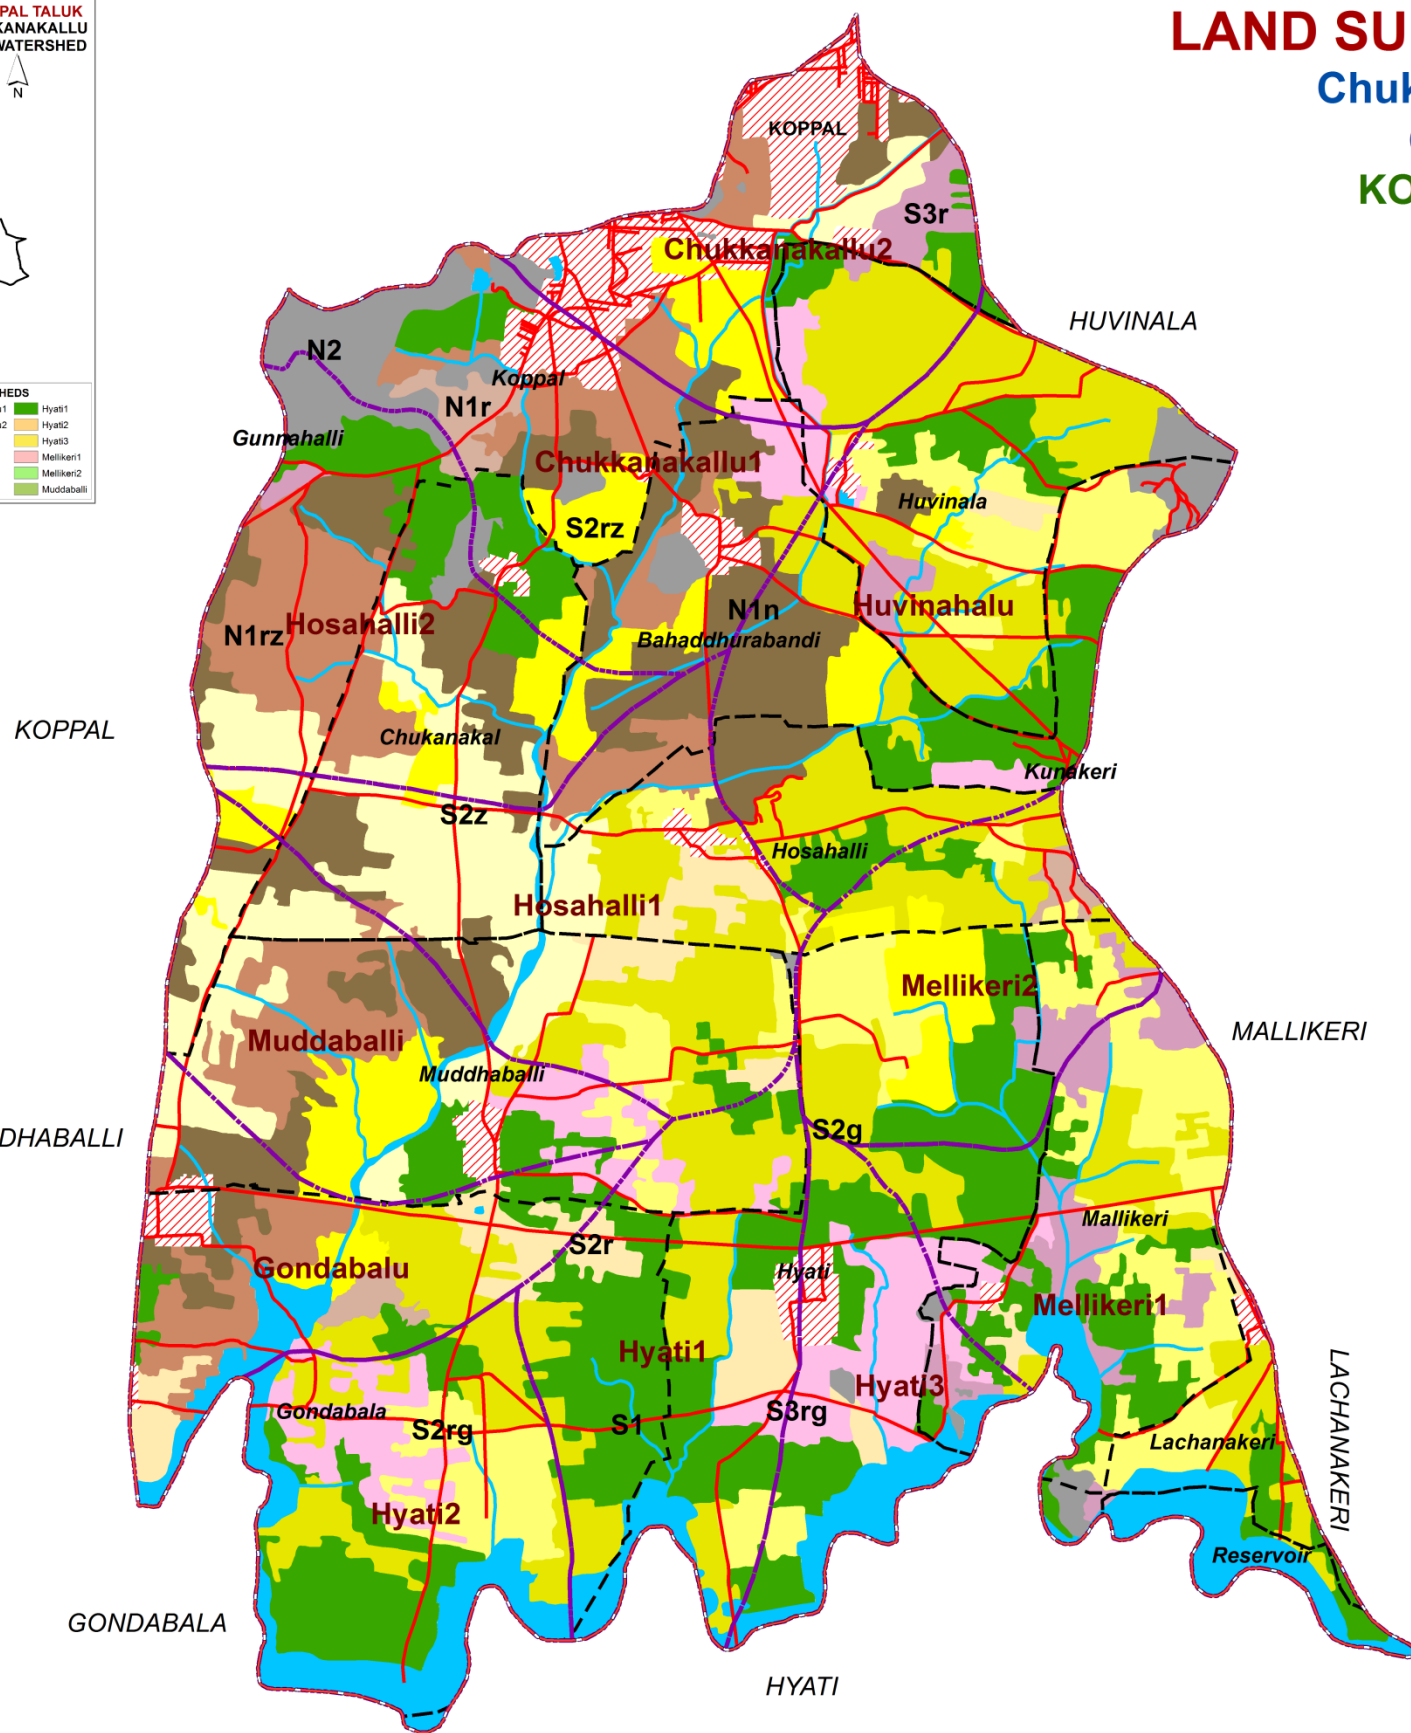 PAL TALUK
KANAKALLU
WATERSHED
N
LAND SU
Chuk
KO
KOPPAL
S3r
Chukkanakallu2
HUVINALA
N2
Koppal
N1r
HEDS
Hyati1
Hyati2
Hyati3
Mellikeri1
Mellikeri2
Muddaballi
Gunnahalli
Chukkanakallu1
Huvinala
S2rz
N1n
Huvinahalu
Hosahalli2
N1rz
Bahaddhurabandi
KOPPAL
Chukanakal
Kunakeri
S2z
Hosahalli
Hosahalli1
Mellikeri2
Muddaballi
MALLIKERI
Muddhaballi
DHABALLI
S2g
Mallikeri
S2r
Gondabalu
Hyati
Mellikeri1
Hyati1
Hyati3
LACHANAKERI
Gondabala
S3rg
S2rg
S1
Lachanakeri
Hyati2
Reservoir
GONDABALA
HYATI